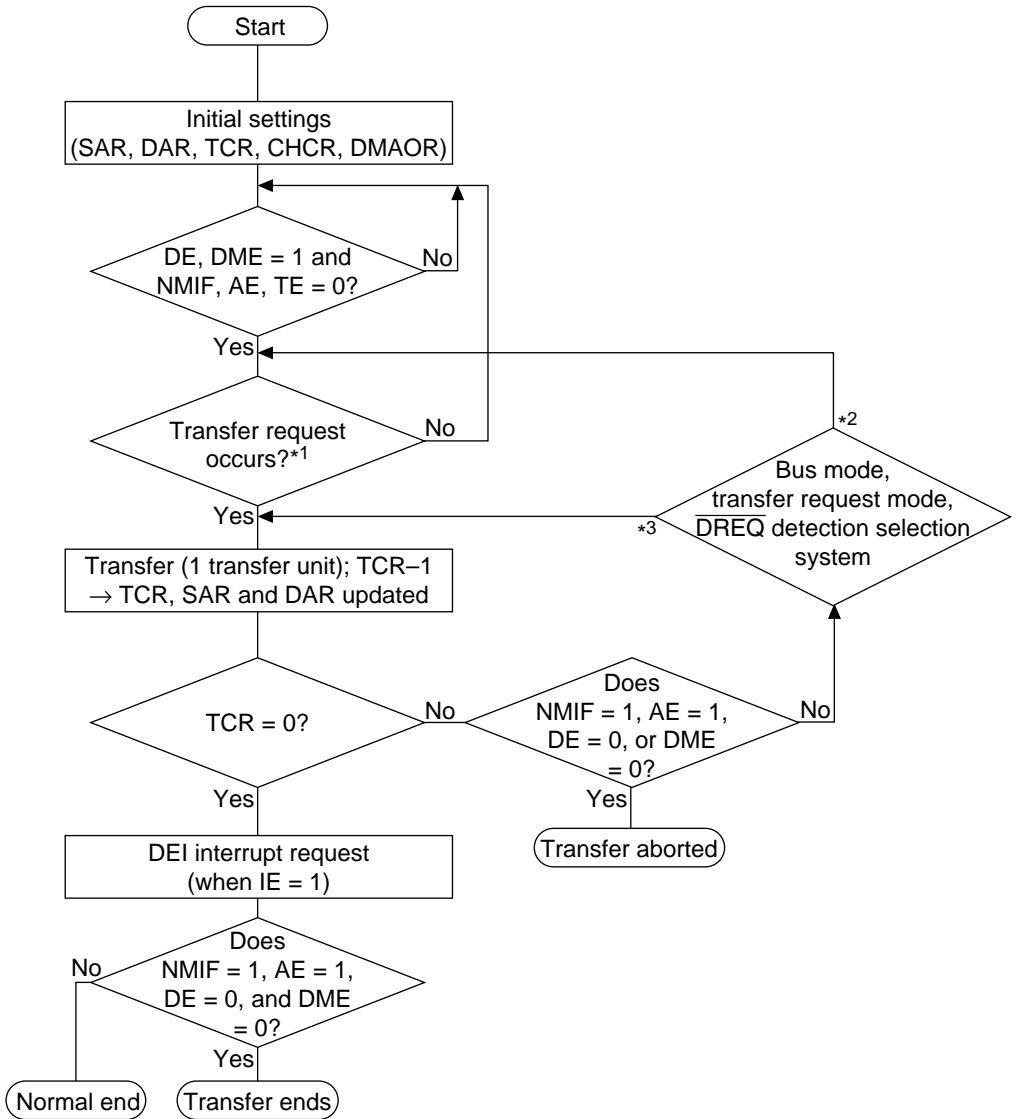 Start
Initial settings
(SAR, DAR, TCR, CHCR, DMAOR)
DE, DME = 1 and
NMIF, AE, TE = 0?
No
Yes
Transfer request
occurs?*1
No
Yes
*2
Bus mode,
transfer request mode,
DREQ detection selection
system
*3
Transfer (1 transfer unit); TCR–1
→ TCR, SAR and DAR updated
TCR = 0?
No
Yes
Does
NMIF = 1, AE = 1,
DE = 0, or DME
= 0?
No
Yes
Transfer aborted
DEI interrupt request
(when IE = 1)
Does
NMIF = 1, AE = 1,
DE = 0, and DME
= 0?
No
Yes
Normal end
Transfer ends